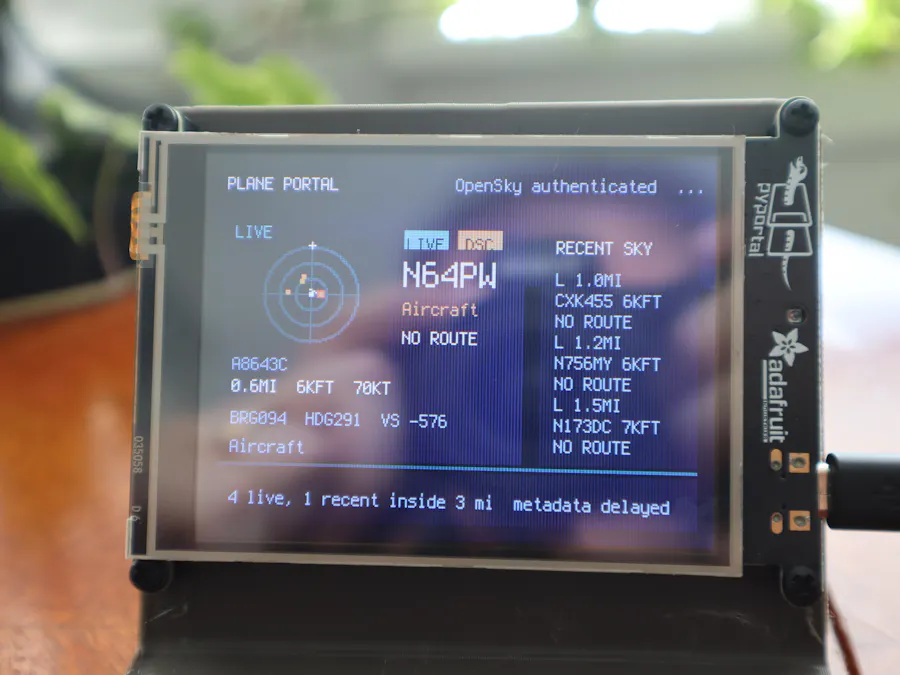 PLANE PORTAL
OpenSky authenticated ...
LIVE
LIVE DSC
N64PW
Aircraft
NO ROUTE
A8643C
0.6MI 6KFT 70KT
BRG094 HDG291 VS -576
Aircraft
RECENT SKY
L 1.0MI
CXK455 6KFT
NO ROUTE
L 1.2MI
N756MY 6KFT
NO ROUTE
L 1.5MI
N173DC 7KFT
NO ROUTE
4 live, 1 recent inside 3 mi metadata delayed
pyportal
adafruit
035058